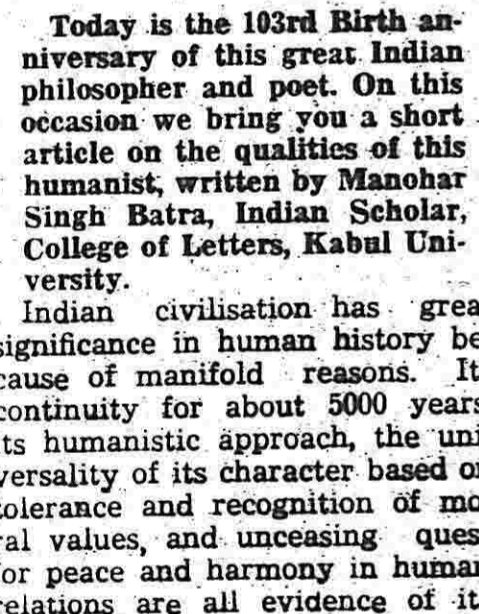 Today is the 103rd Birth an-
niversary of this great Indian
philosopher and poet. On this
occasion we bring you a short
article on the qualities of this
humanist, written by Manohar
Singh Batra, Indian Scholar,
College of Letters, Kabul Uni-
versity.
Indian civilisation has grea
significance in human history be
cause of manifold reasons. It
continuity for about 5000 years
ts humanistic approach, the uni
versality of its character based on
tolerance and recognition of mo
ral values, and unceasing ques
or peace and harmony in human
relations are all evidence of it